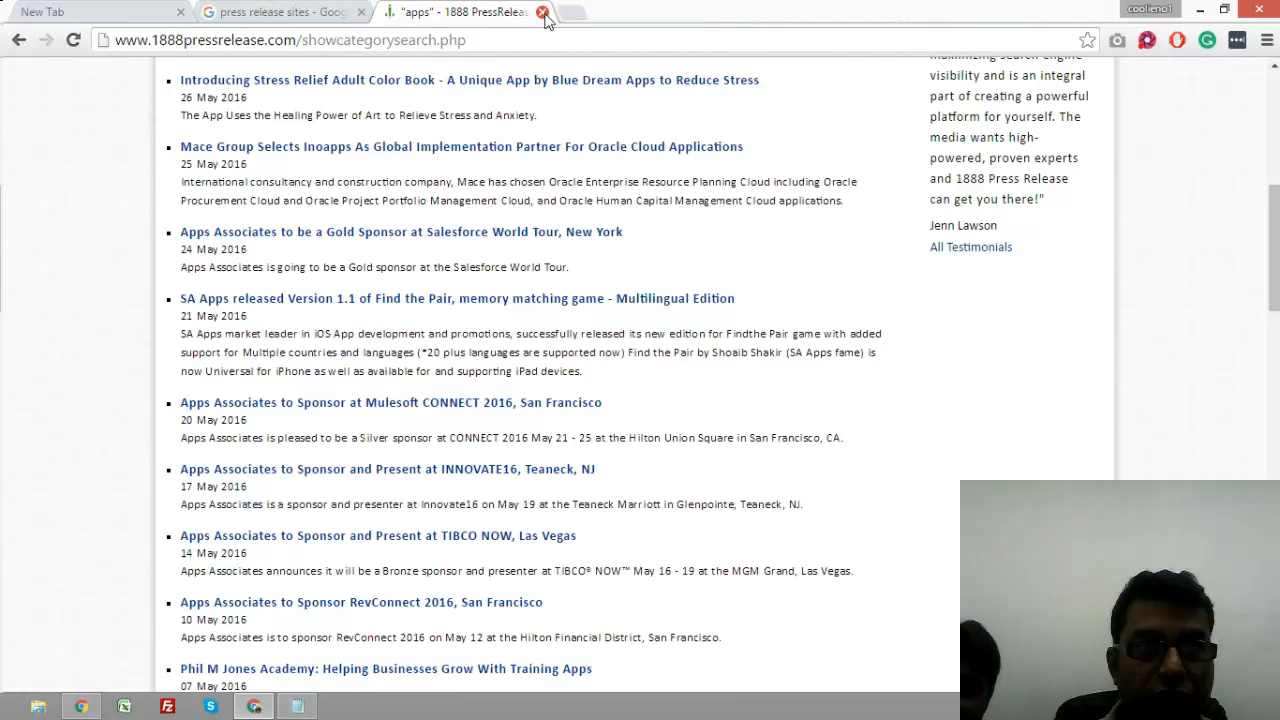 New Tab
press release sites - Goog
"apps" - 1888 PressReleas
coolieno1
www.1888pressrelease.com/showcategorysearch.php
Introducing Stress Relief Adult Color Book - A Unique App by Blue Dream Apps to Reduce Stress
26 May 2016
The App Uses the Healing Power of Art to Relieve Stress and Anxiety.
Mace Group Selects Inoapps As Global Implementation Partner For Oracle Cloud Applications
25 May 2016
International consultancy and construction company, Mace has chosen Oracle Enterprise Resource Planning Cloud including Oracle
Procurement Cloud and Oracle Project Portfolio Management Cloud, and Oracle Human Capital Management Cloud applications.
Apps Associates to be a Gold Sponsor at Salesforce World Tour, New York
24 May 2016
Apps Associates is going to be a Gold sponsor at the Salesforce World Tour.
SA Apps released Version 1.1 of Find the Pair, memory matching game - Multilingual Edition
21 May 2016
SA Apps market leader in iOS App development and promotions, successfully released its new edition for Findthe Pair game with added
support for Multiple countries and languages (*20 plus languages are supported now) Find the Pair by Shoaib Shakir (SA Apps fame) is
now Universal for iPhone as well as available for and supporting iPad devices.
Apps Associates to Sponsor at Mulesoft CONNECT 2016, San Francisco
20 May 2016
Apps Associates is pleased to be a Silver sponsor at CONNECT 2016 May 21 - 25 at the Hilton Union Square in San Francisco, CA.
Apps Associates to Sponsor and Present at INNOVATE16, Teaneck, NJ
17 May 2016
Apps Associates is a sponsor and presenter at Innovate16 on May 19 at the Teaneck Marriott in Glenpointe, Teaneck, NJ.
Apps Associates to Sponsor and Present at TIBCO NOW, Las Vegas
14 May 2016
Apps Associates announces it will be a Bronze sponsor and presenter at TIBCO® NOW™ May 16 - 19 at the MGM Grand, Las Vegas.
Apps Associates to Sponsor RevConnect 2016, San Francisco
10 May 2016
Apps Associates is to sponsor RevConnect 2016 on May 12 at the Hilton Financial District, San Francisco.
Phil M Jones Academy: Helping Businesses Grow With Training Apps
07 May 2016
maximizing search engine
visibility and is an integral
part of creating a powerful
platform for yourself. The
media wants high-
powered, proven experts
and 1888 Press Release
can get you there!"
Jenn Lawson
All Testimonials